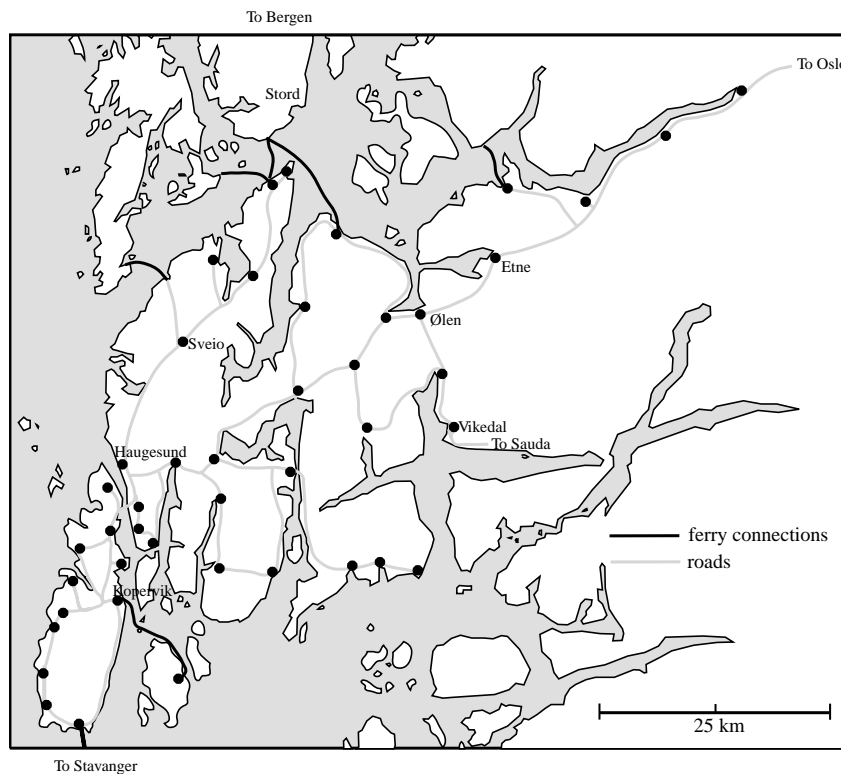 To Bergen
To Oslo
Stord
Etne
Ølen
Sveio
Vikedal
To Sauda
Haugesund
ferry connections
roads
Kopervik
25 km
To Stavanger